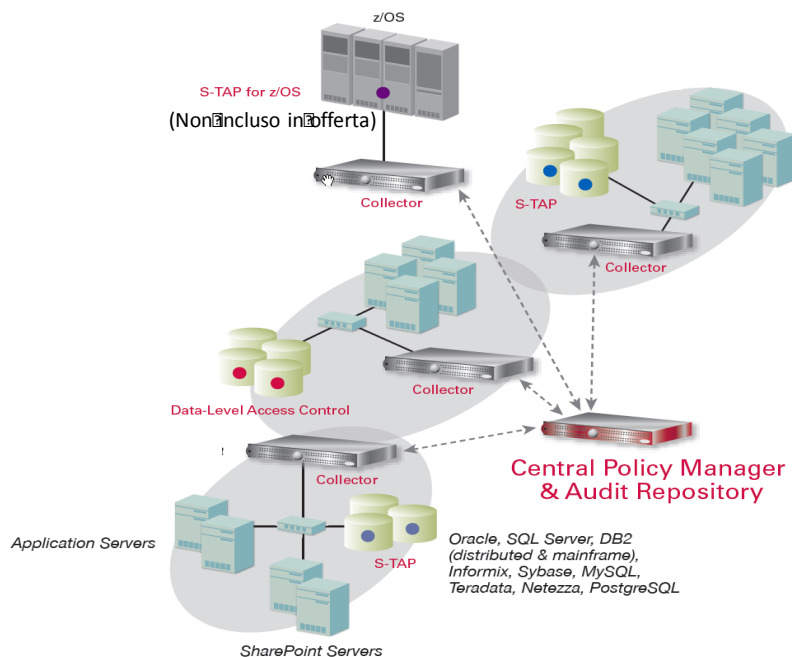 z/OS
S-TAP for z/OS
(Non incluso in offerta)
Collector
S-TAP
Collector
Collector
Data-Level Access Control
!
Collector
Central Policy Manager
& Audit Repository
Application Servers
S-TAP
Oracle, SQL Server, DB2
(distributed & mainframe),
Informix, Sybase, MySQL,
Teradata, Netezza, PostgreSQL
SharePoint Servers